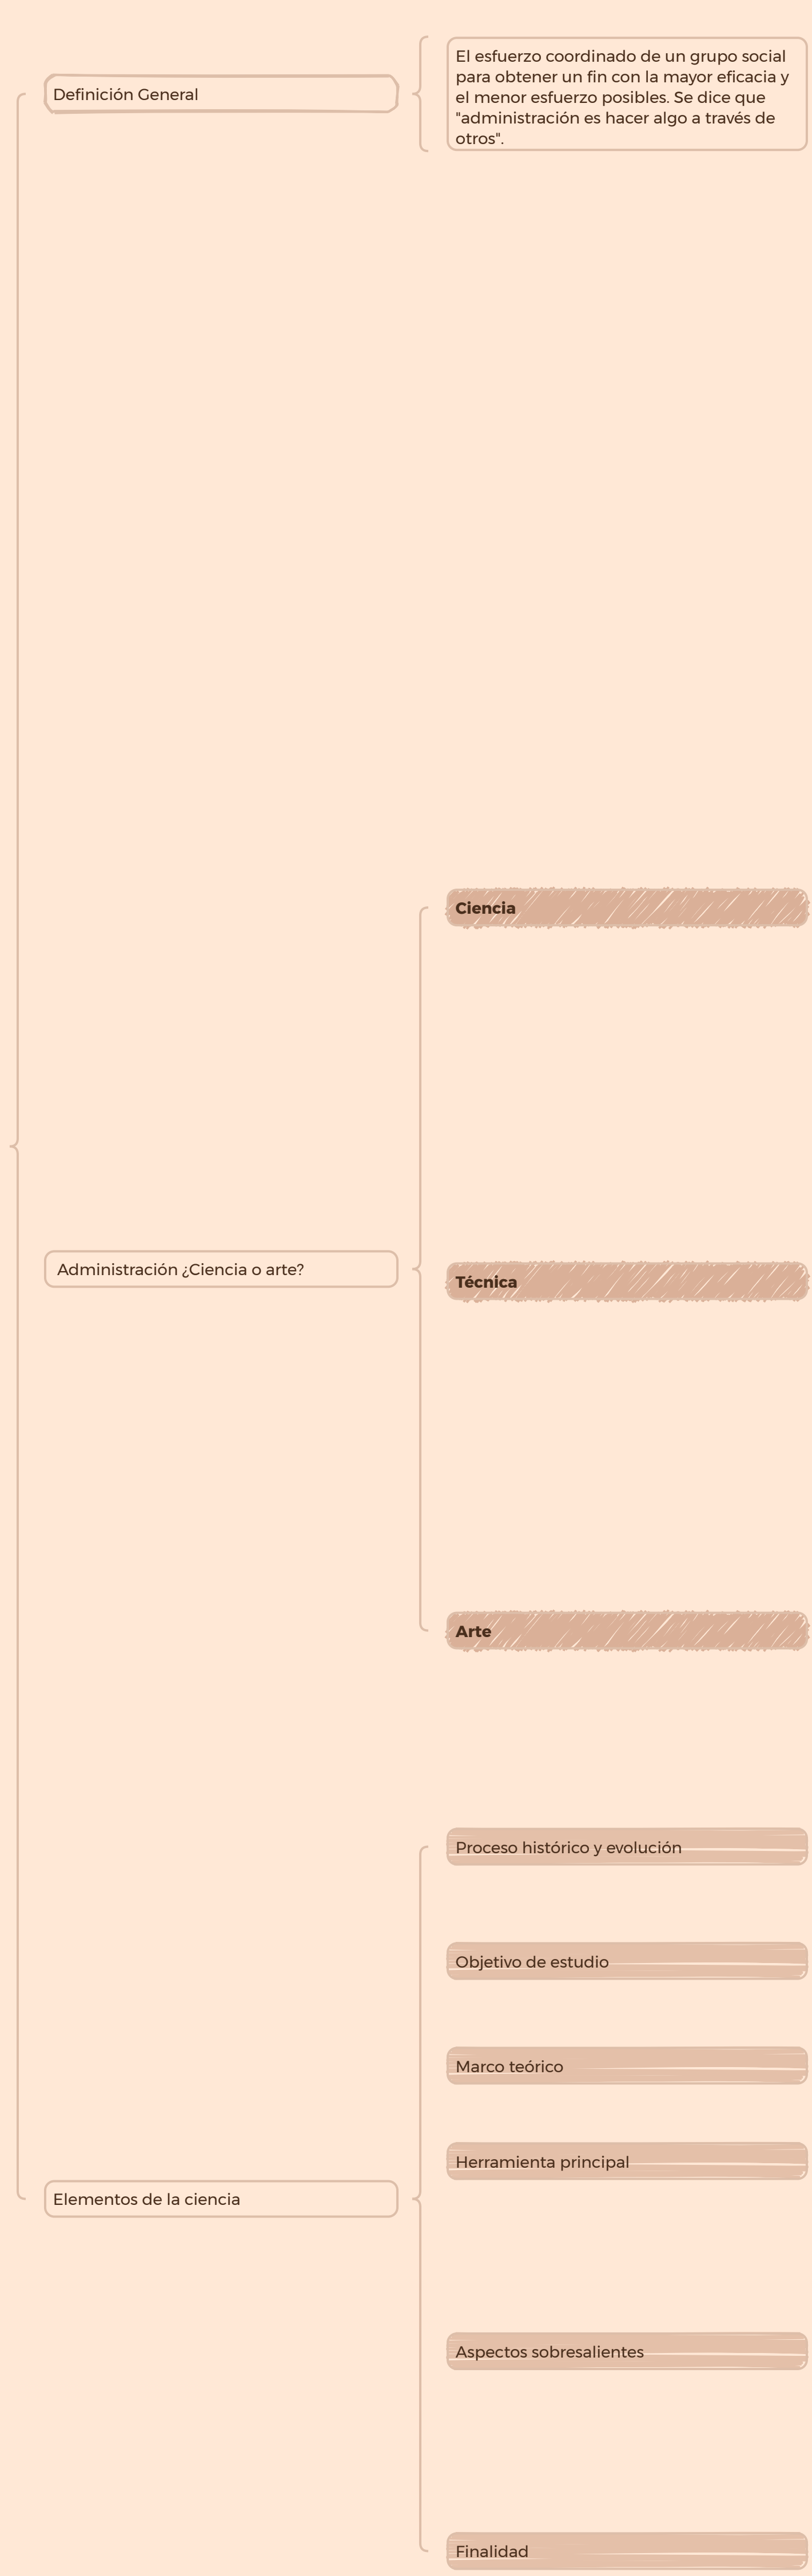 Definición General
El esfuerzo coordinado de un grupo social
para obtener un fin con la mayor eficacia y
el menor esfuerzo posibles. Se dice que
"administración es hacer algo a través de
otros".
Administración ¿Ciencia o arte?
Ciencia
Técnica
Arte
Elementos de la ciencia
Proceso histórico y evolución
Objetivo de estudio
Marco teórico
Herramienta principal
Aspectos sobresalientes
Finalidad